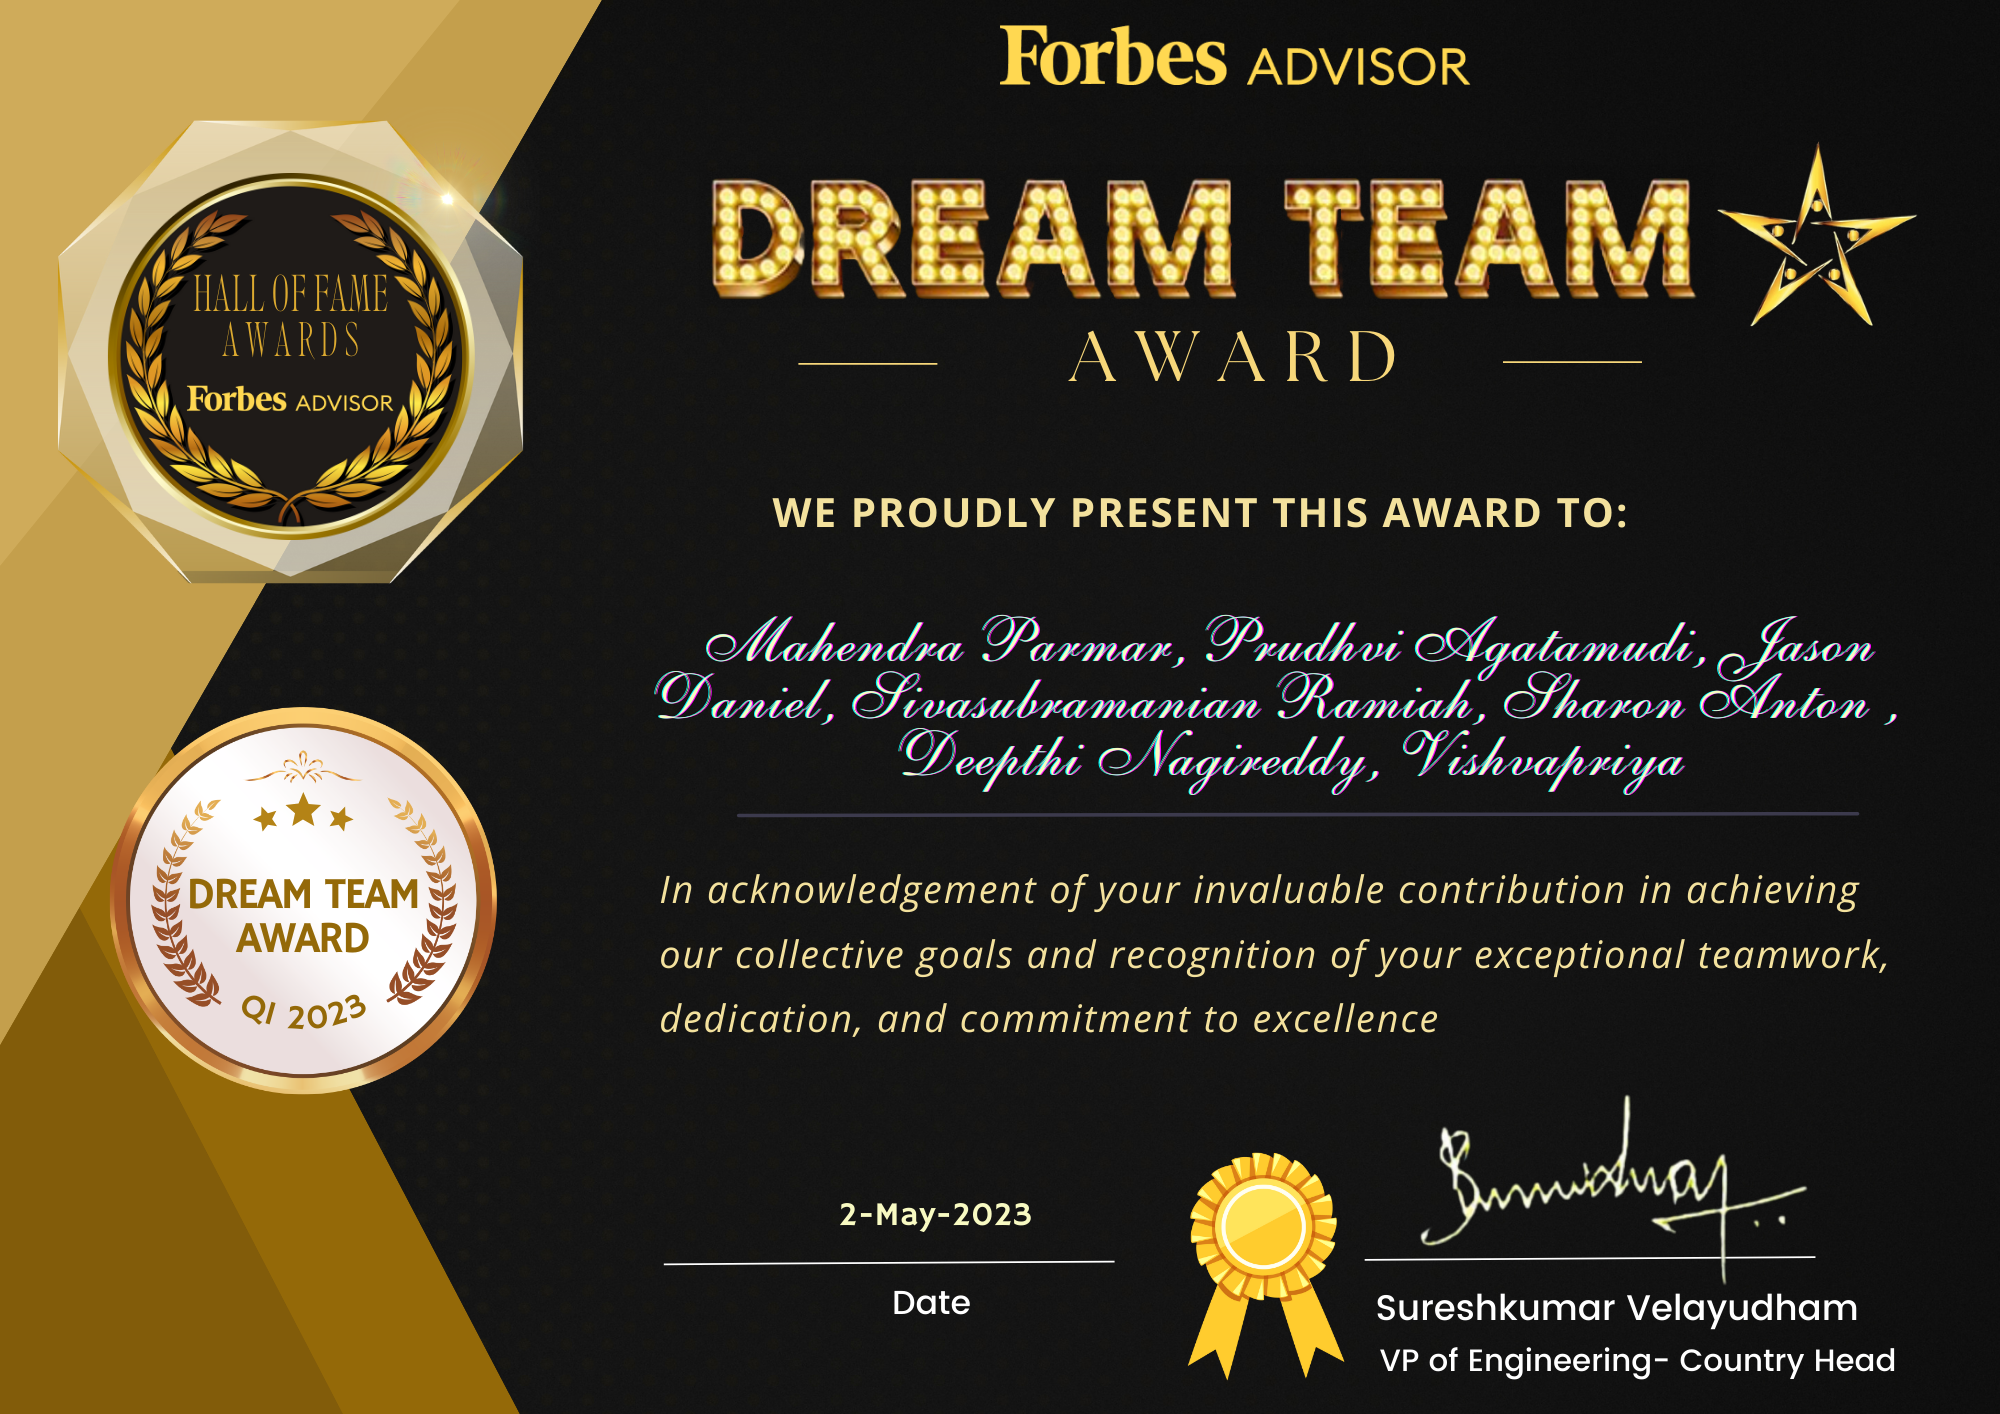 Forbes ADVISOR
DREAM TEAM
AWARD
HALL OF FAME
AWARDS
Forbes ADVISOR
WE PROUDLY PRESENT THIS AWARD TO:
Mahendra Parmar, Prudhvi Agatamudi, Jason
Daniel, Sivasubramanian Ramiah, Sharon Anton ,
Deepthi Nagireddy, Vishvapriya
DREAM TEAM
AWARD
Q1 2023
In acknowledgement of your invaluable contribution in achieving
our collective goals and recognition of your exceptional teamwork,
dedication, and commitment to excellence
2-May-2023
Date
Sureshkumar Velayudham
VP of Engineering- Country Head